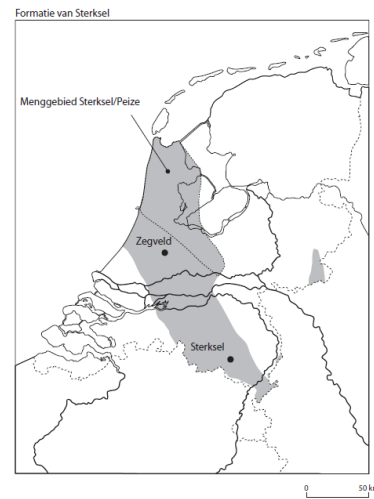 Formatie van Sterksel
Menggebied Sterksel/Peize
Zegveld
Sterksel
0 50 k